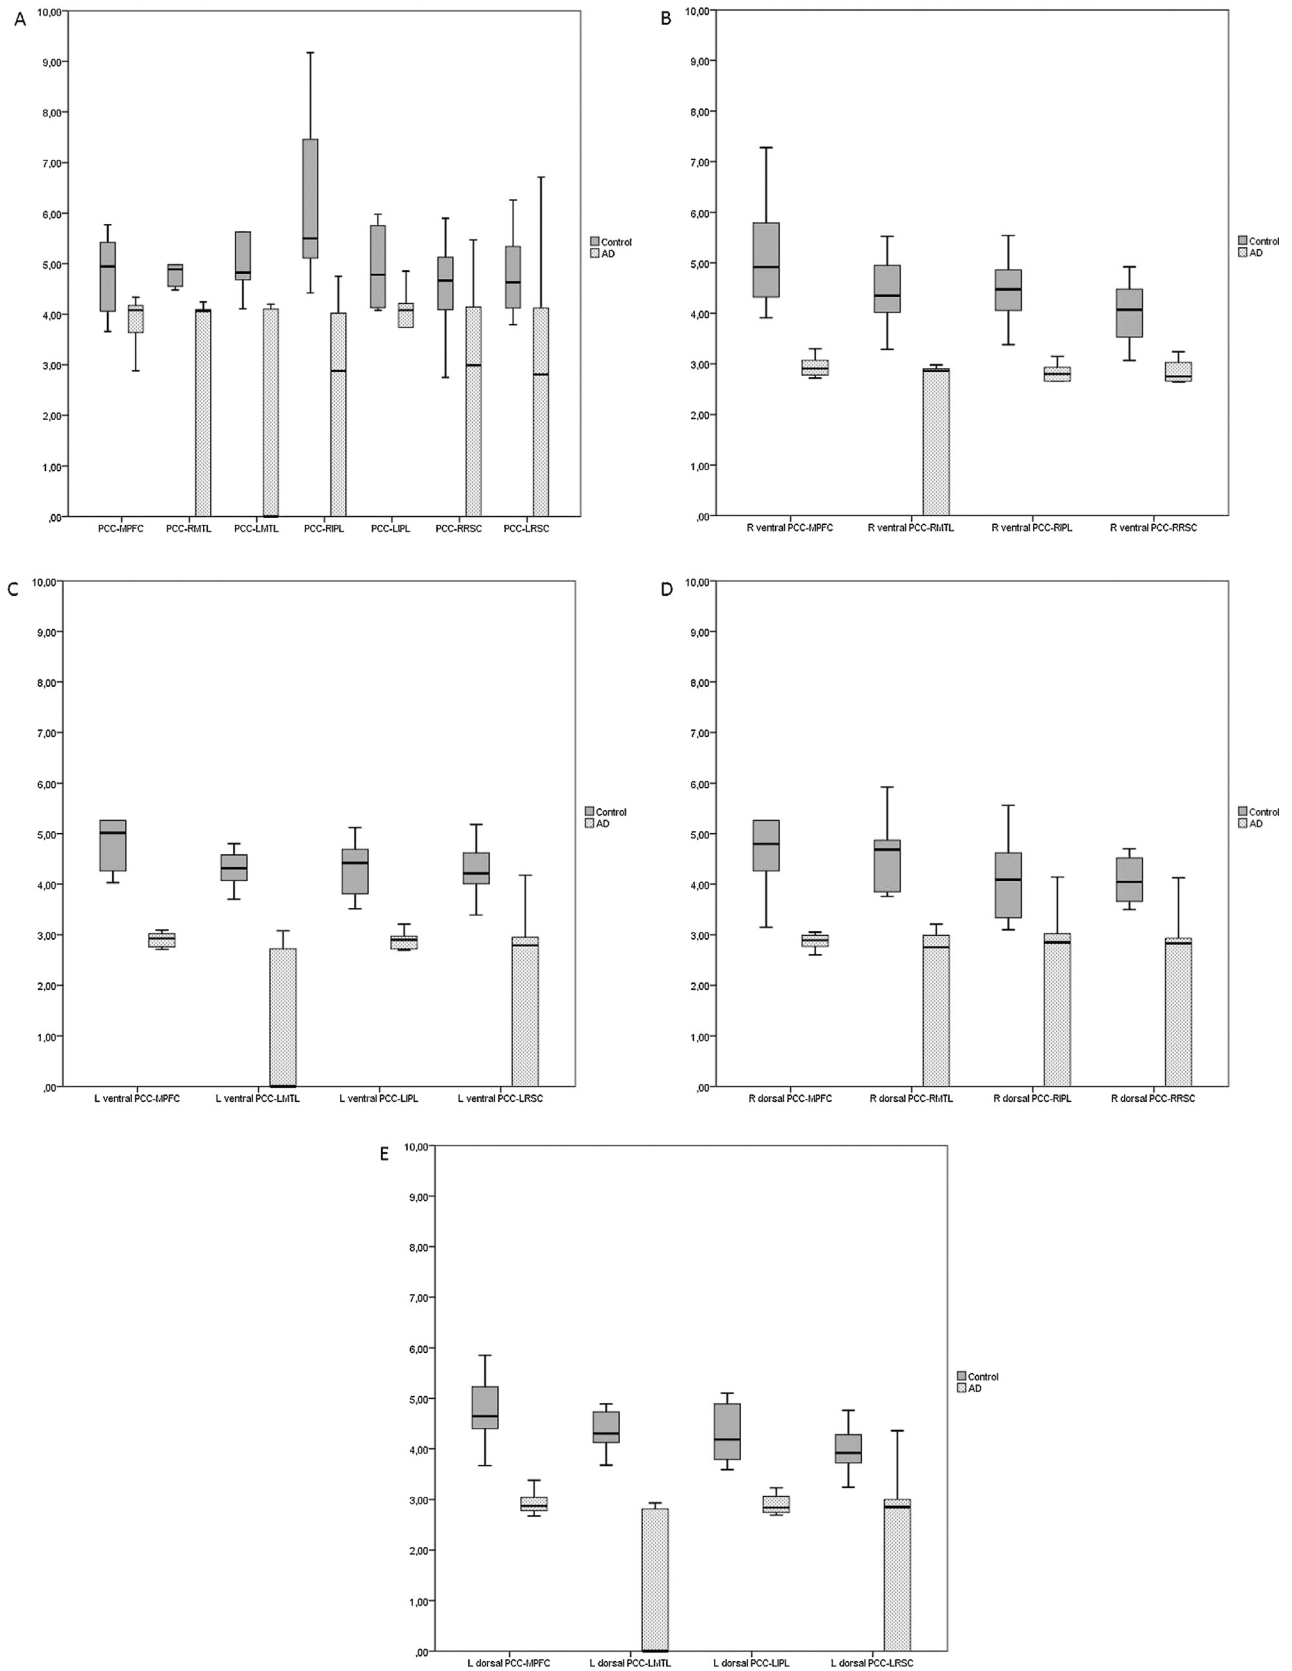 A
10,00
9,00
8,00
7,00
6,00
5,00
4,00
3,00
2,00
1,00
,00
PCC-MPFC PCC-RMTL PCC-LMTL PCC-RIPL PCC-LIPL PCC-RRSC PCC-LRSC
Control
AD
B
10,00
9,00
8,00
7,00
6,00
5,00
4,00
3,00
2,00
1,00
,00
R ventral PCC-MPFC R ventral PCC-RMTL R ventral PCC-RIPL R ventral PCC-RRSC
Control
AD
C
10,00
9,00
8,00
7,00
6,00
5,00
4,00
3,00
2,00
1,00
,00
L ventral PCC-MPFC L ventral PCC-LMTL L ventral PCC-LIPL L ventral PCC-LRSC
Control
AD
D
10,00
9,00
8,00
7,00
6,00
5,00
4,00
3,00
2,00
1,00
,00
R dorsal PCC-MPFC R dorsal PCC-RMTL R dorsal PCC-RIPL R dorsal PCC-RRSC
Control
AD
E
10,00
9,00
8,00
7,00
6,00
5,00
4,00
3,00
2,00
1,00
,00
L dorsal PCC-MPFC L dorsal PCC-LMTL L dorsal PCC-LIPL L dorsal PCC-LRSC
Control
AD